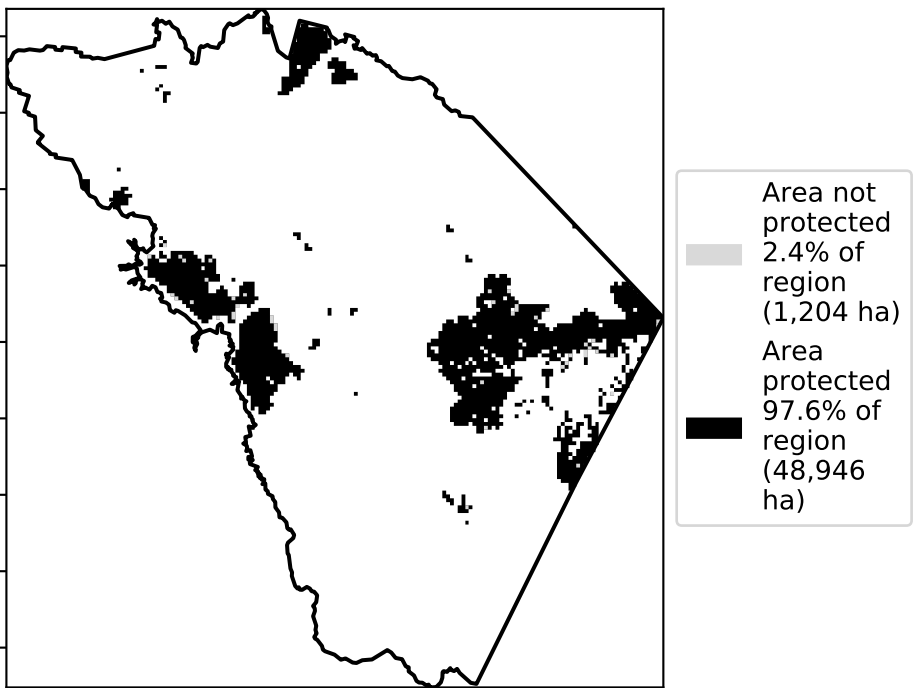 Area not
protected
2.4% of
region
(1,204 ha)
Area
protected
97.6% of
region
(48,946
ha)